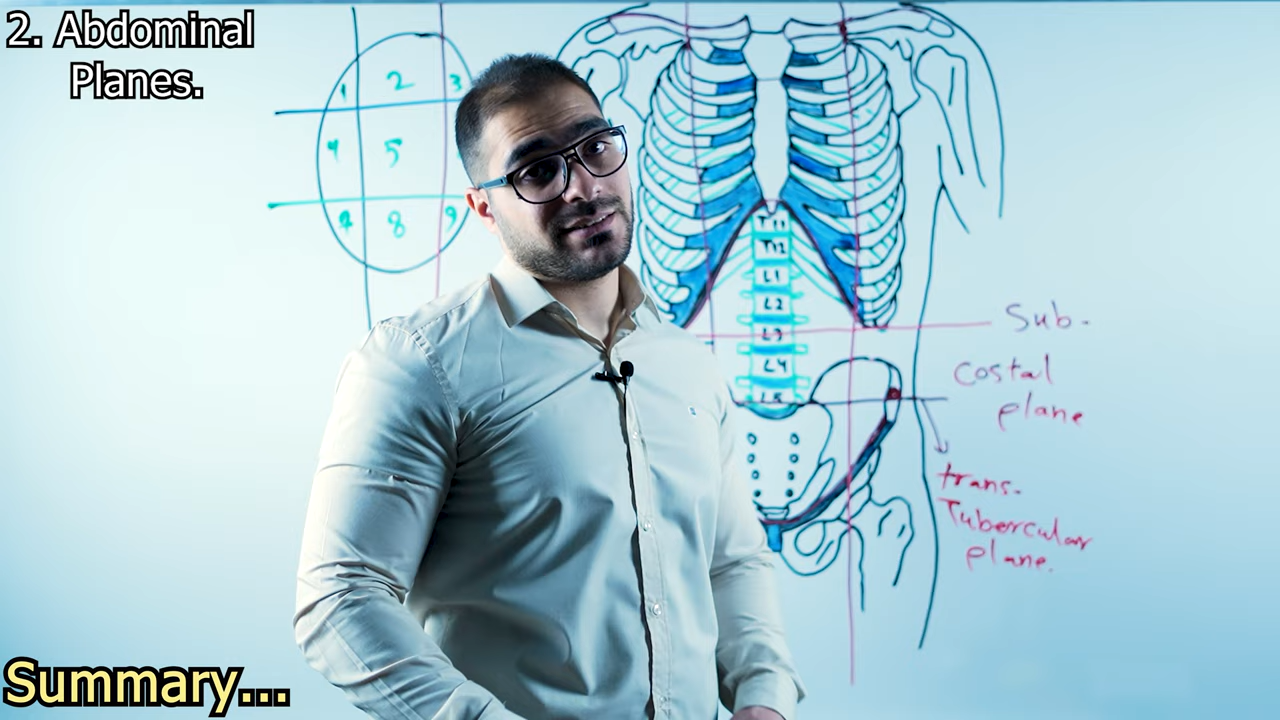 2. Abdominal
Planes.
1 2 3
4 5
7 8 9
T11
T12
L1
L2
L3
L4
L5
Sub-
Costal
plane
trans-
Tubercular
plane.
Summary...